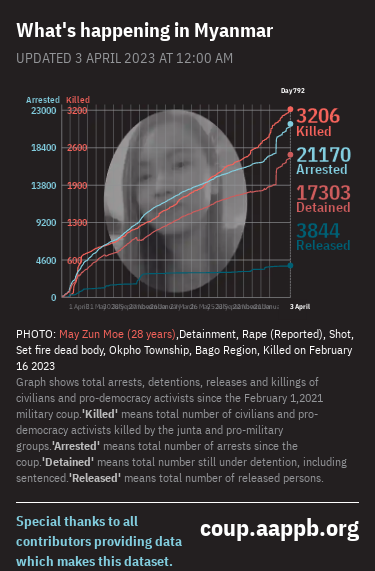 What's happening in Myanmar
UPDATED 3 APRIL 2023 AT 12:00 AM
Day792
Arrested Killed
23000 3200
18400 2600
13800 1900
9200 1300
4600 600
0
3206
Killed
21170
Arrested
17303
Detained
3844
Released
3 April
PHOTO: May Zun Moe (28 years),Detainment, Rape (Reported), Shot,
Set fire dead body, Okpho Township, Bago Region, Killed on February
16 2023
Graph shows total arrests, detentions, releases and killings of
civilians and pro-democracy activists since the February 1,2021
military coup.'Killed' means total number of civilians and pro-
democracy activists killed by the junta and pro-military
groups.'Arrested' means total number of arrests since the
coup.'Detained' means total number still under detention, including
sentenced.'Released' means total number of released persons.
Special thanks to all
contributors providing data
which makes this dataset.
coup.aappb.org